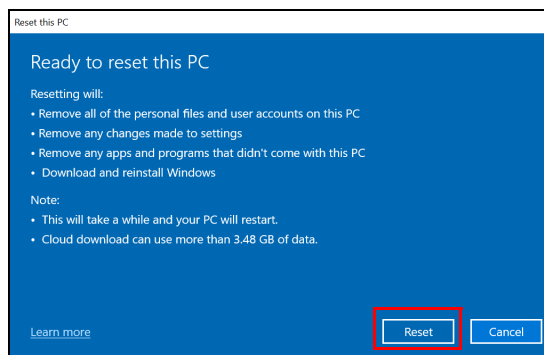 Reset this PC
Ready to reset this PC
Resetting will:
• Remove all of the personal files and user accounts on this PC
• Remove any changes made to settings
• Remove any apps and programs that didn't come with this PC
• Download and reinstall Windows
Note:
• This will take a while and your PC will restart.
• Cloud download can use more than 3.48 GB of data.
Learn more
Reset
Cancel